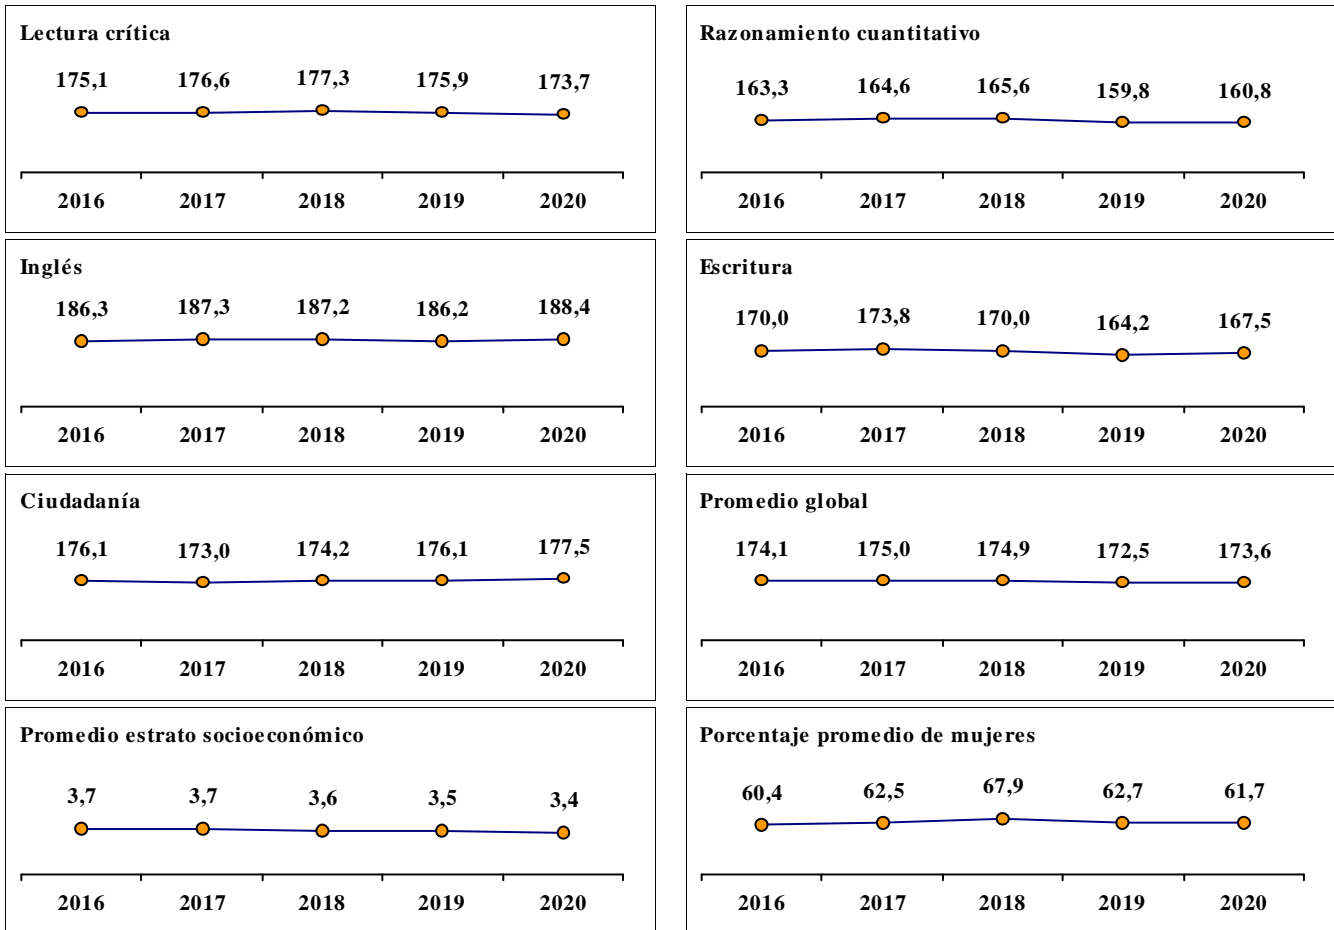 Lectura crítica
175,1 176,6 177,3 175,9 173,7
2016 2017 2018 2019 2020
Razonamiento cuantitativo
163,3 164,6 165,6 159,8 160,8
2016 2017 2018 2019 2020
Inglés
186,3 187,3 187,2 186,2 188,4
2016 2017 2018 2019 2020
Escritura
170,0 173,8 170,0 164,2 167,5
2016 2017 2018 2019 2020
Ciudadanía
176,1 173,0 174,2 176,1 177,5
2016 2017 2018 2019 2020
Promedio global
174,1 175,0 174,9 172,5 173,6
2016 2017 2018 2019 2020
Promedio estrato socioeconómico
3,7 3,7 3,6 3,5 3,4
2016 2017 2018 2019 2020
Porcentaje promedio de mujeres
60,4 62,5 67,9 62,7 61,7
2016 2017 2018 2019 2020